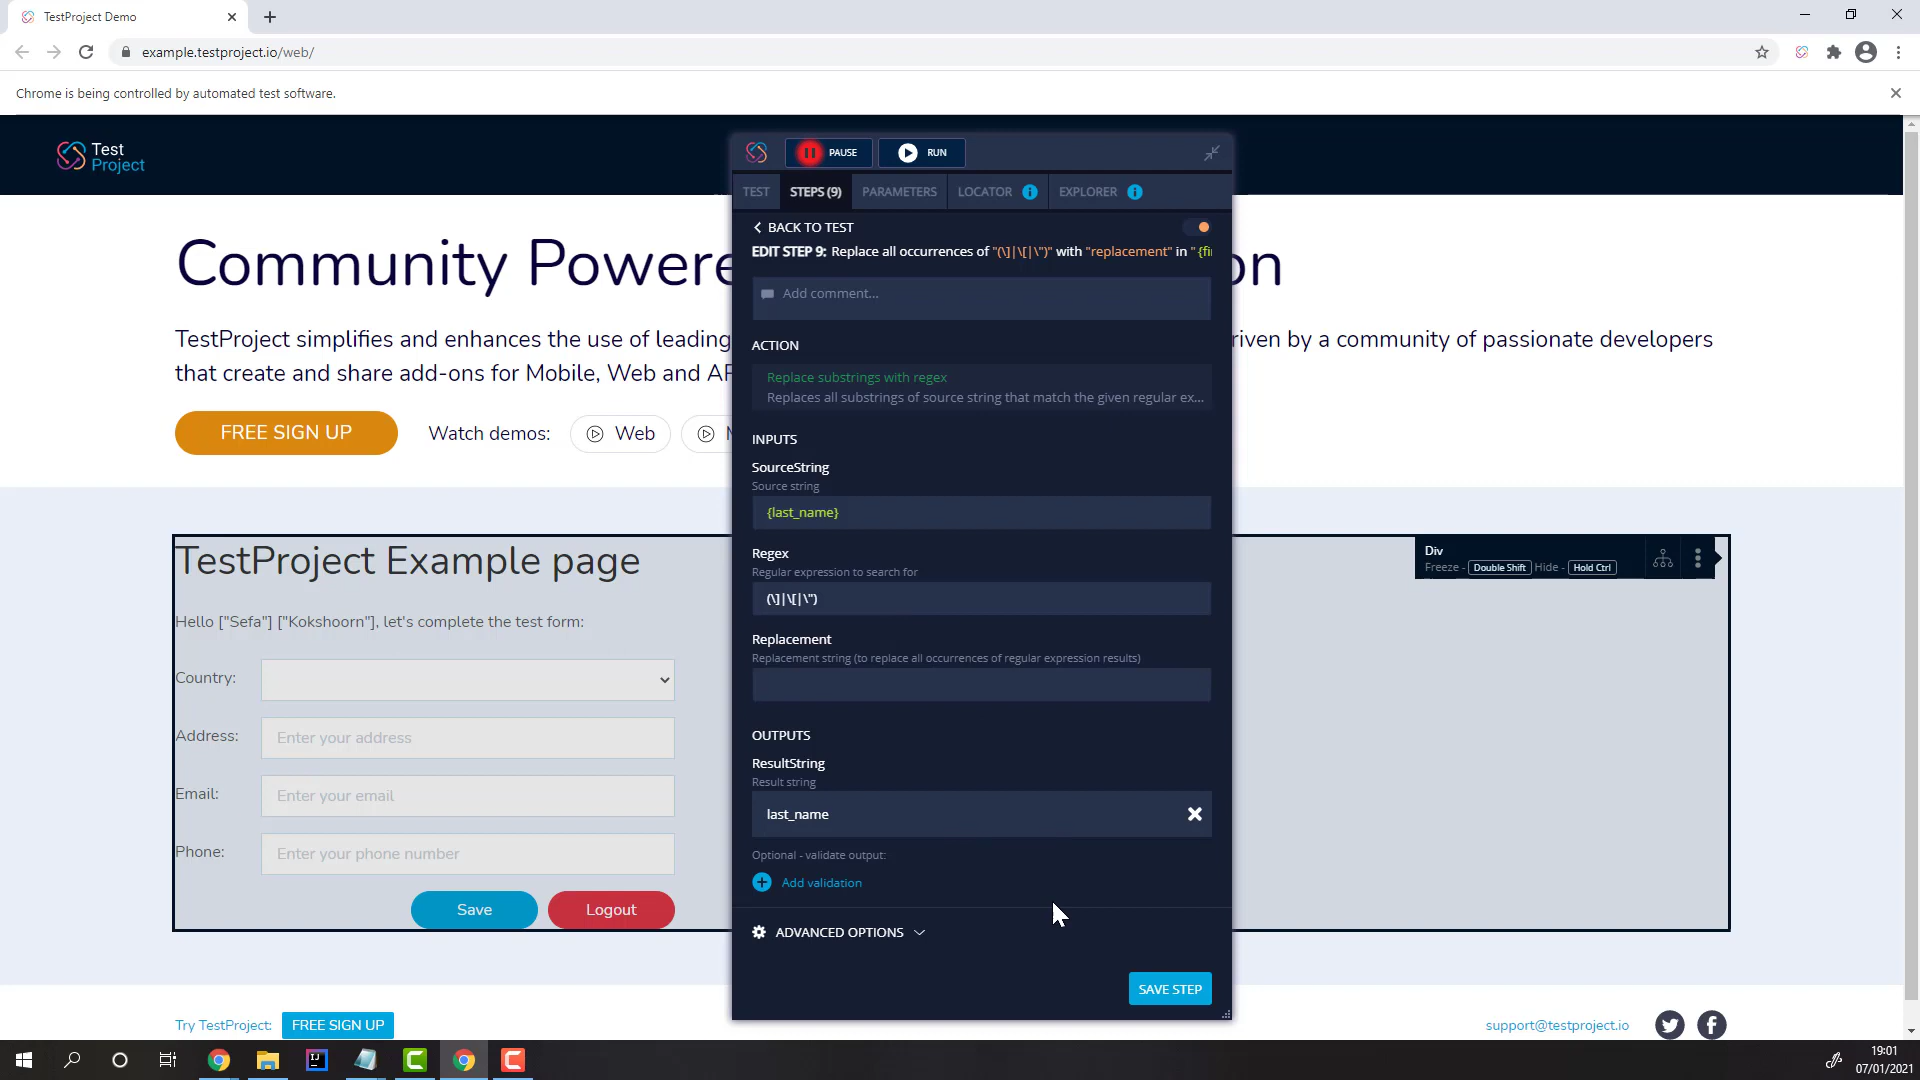 TestProject Demo
example.testproject.io/web/
Chrome is being controlled by automated test software.
Test
Project
PAUSE
RUN
TEST
STEPS (9)
PARAMETERS
LOCATOR
EXPLORER
BACK TO TEST
EDIT STEP 9: Replace all occurrences of "(\]|\[|\")" with "replacement" in "{fi
Add comment...
ACTION
Replace substrings with regex
Replaces all substrings of source string that match the given regular ex...
INPUTS
SourceString
Source string
{last_name}
Regex
Regular expression to search for
(\]|\[|\")
Replacement
Replacement string (to replace all occurrences of regular expression results)
OUTPUTS
ResultString
Result string
last_name
Optional - validate output:
Add validation
ADVANCED OPTIONS
SAVE STEP
Community Powere on
TestProject simplifies and enhances the use of leading riven by a community of passionate developers
that create and share add-ons for Mobile, Web and AP
FREE SIGN UP
Watch demos:
Web
M
TestProject Example page
Div
Freeze - Double Shift Hide - Hold Ctrl
Hello ["Sefa"] ["Kokshoorn"], let's complete the test form:
Country:
Address:
Enter your address
Email:
Enter your email
Phone:
Enter your phone number
Save
Logout
Try TestProject:
FREE SIGN UP
support@testproject.io
19:01
07/01/2021